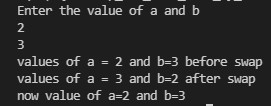 Enter the value of a and b
2
3
values of a = 2 and b=3 before swap
values of a = 3 and b=2 after swap
now value of a=2 and b=3